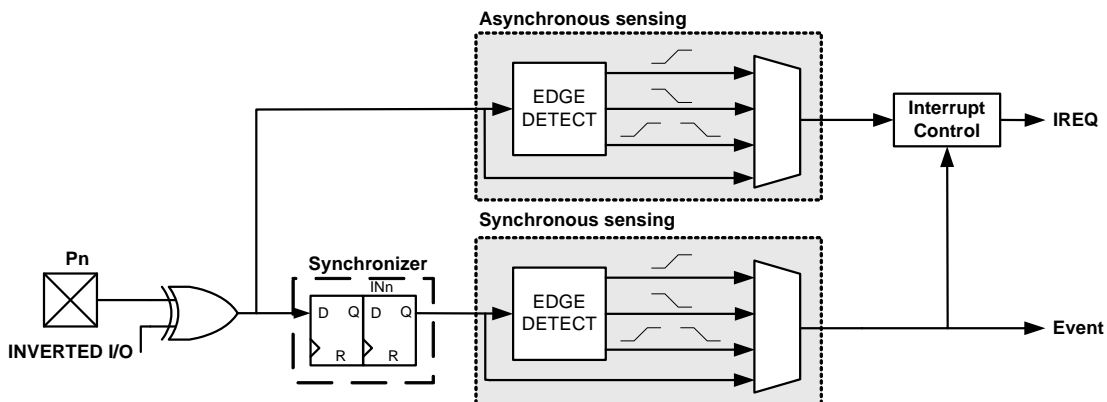 Asynchronous sensing
EDGE
DETECT
Interrupt
Control
IREQ
Synchronous sensing
Pn
Synchronizer
INn
D Q D Q
R R
EDGE
DETECT
INVERTED I/O
Event